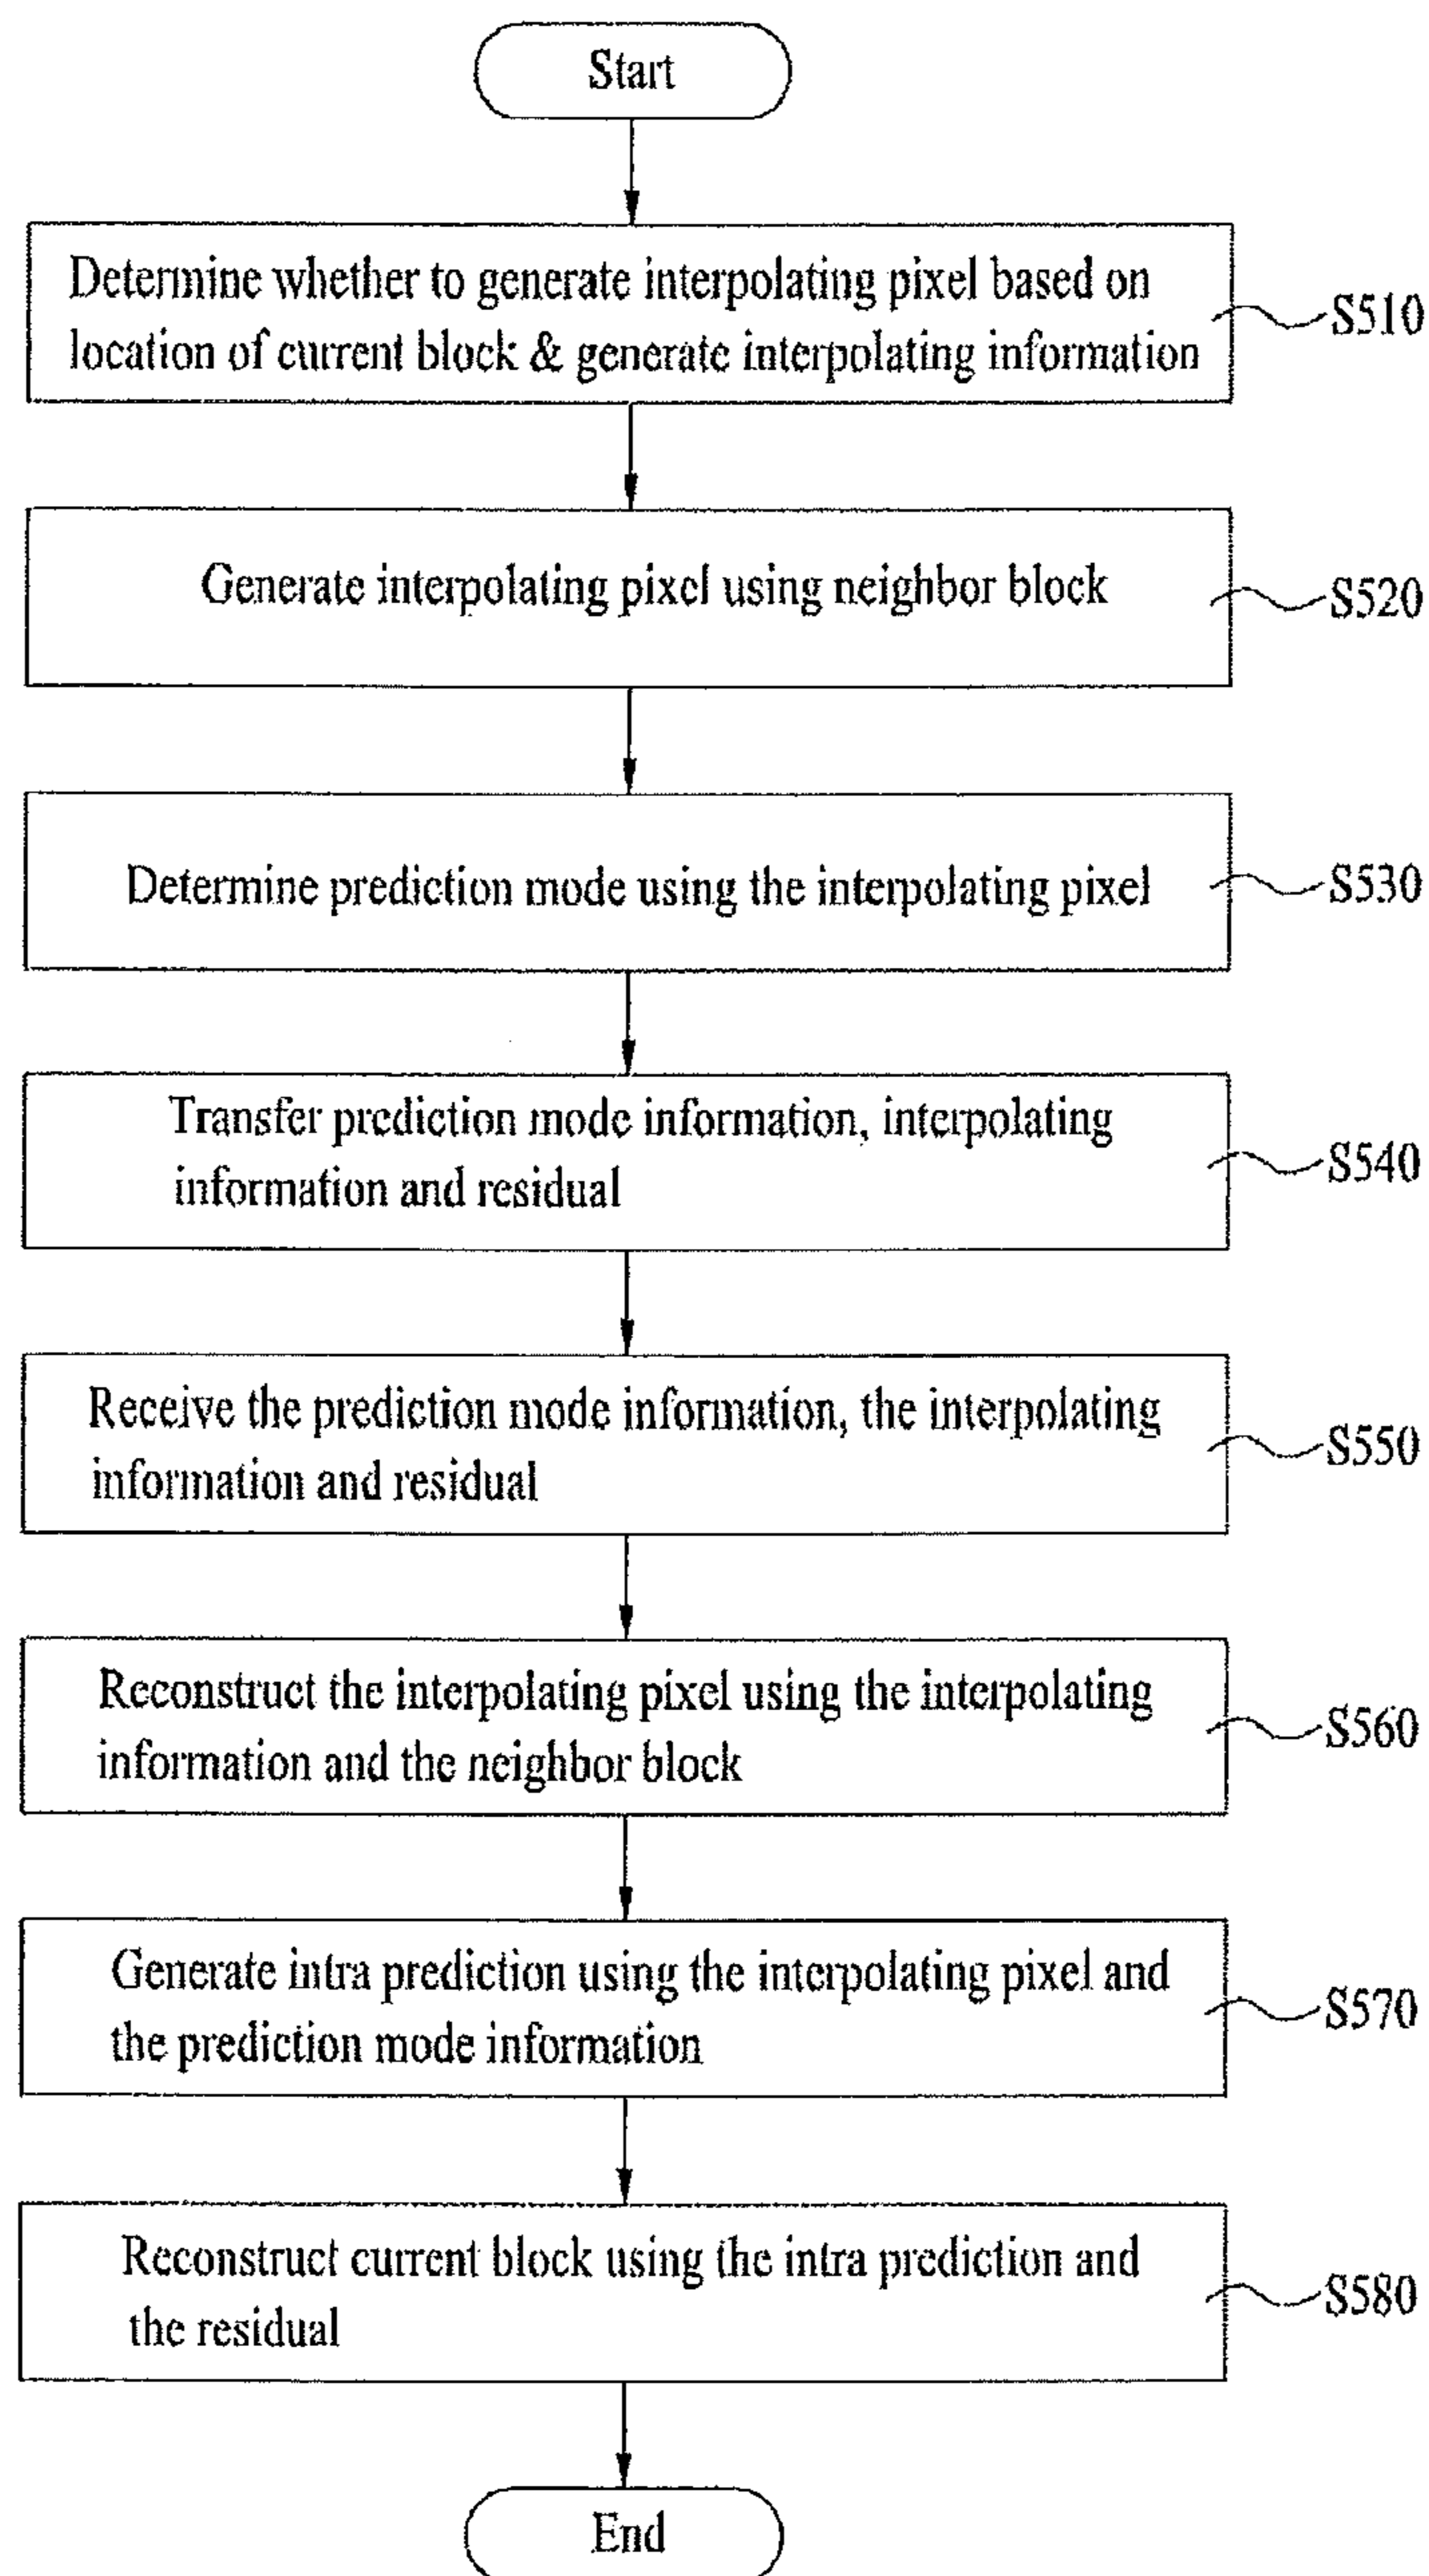 Start
Determine whether to generate interpolating pixel based on
location of current block & generate interpolating information
S510
Generate interpolating pixel using neighbor block
S520
Determine prediction mode using the interpolating pixel
S530
Transfer prediction mode information, interpolating
information and residual
S540
Receive the prediction mode information, the interpolating
information and residual
S550
Reconstruct the interpolating pixel using the interpolating
information and the neighbor block
S560
Generate intra prediction using the interpolating pixel and
the prediction mode information
S570
Reconstruct current block using the intra prediction and
the residual
S580
End